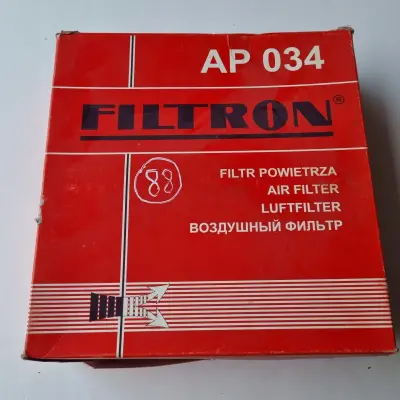 AP 034
FILTRON®
88
FILTR POWIETRZA
AIR FILTER
LUFTFILTER
ВОЗДУШНЫЙ ФИЛЬТР